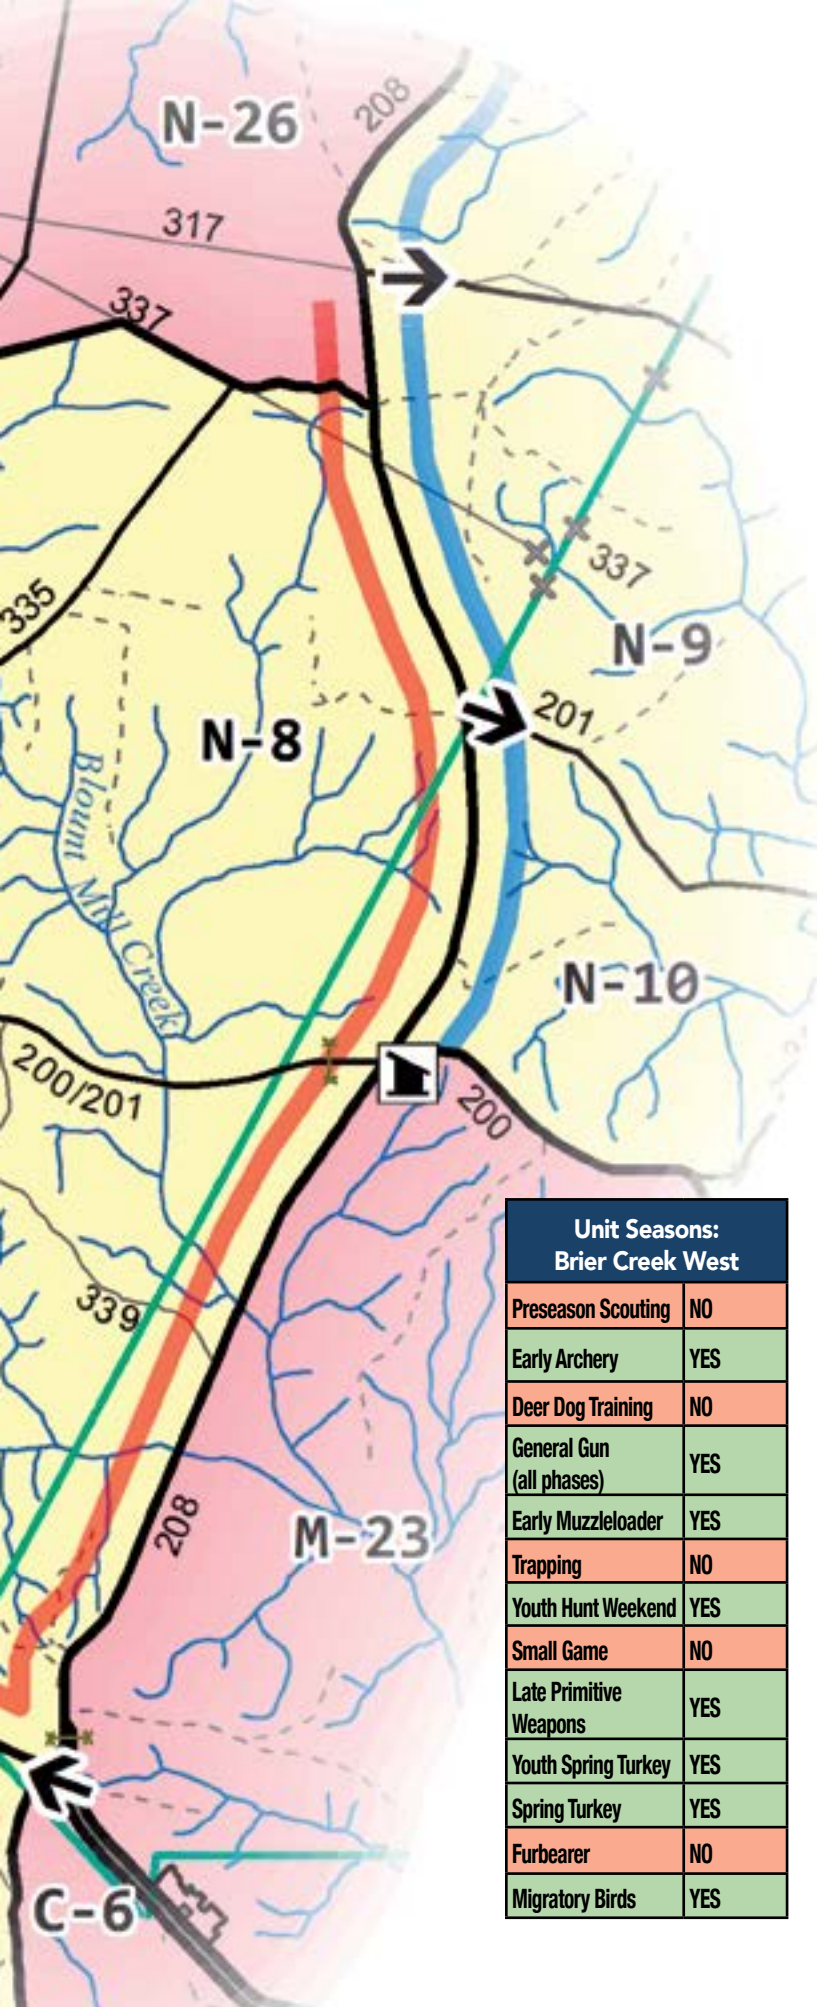 N-26
208
317
337
335
337
N-9
201
N-8
Blount Mill Creek
N-10
200/201
200
339
208
M-23
C-6
Unit Seasons:
Brier Creek West
Preseason Scouting NO
Early Archery YES
Deer Dog Training NO
General Gun
(all phases) YES
Early Muzzleloader YES
Trapping NO
Youth Hunt Weekend YES
Small Game NO
Late Primitive
Weapons YES
Youth Spring Turkey YES
Spring Turkey YES
Furbearer NO
Migratory Birds YES